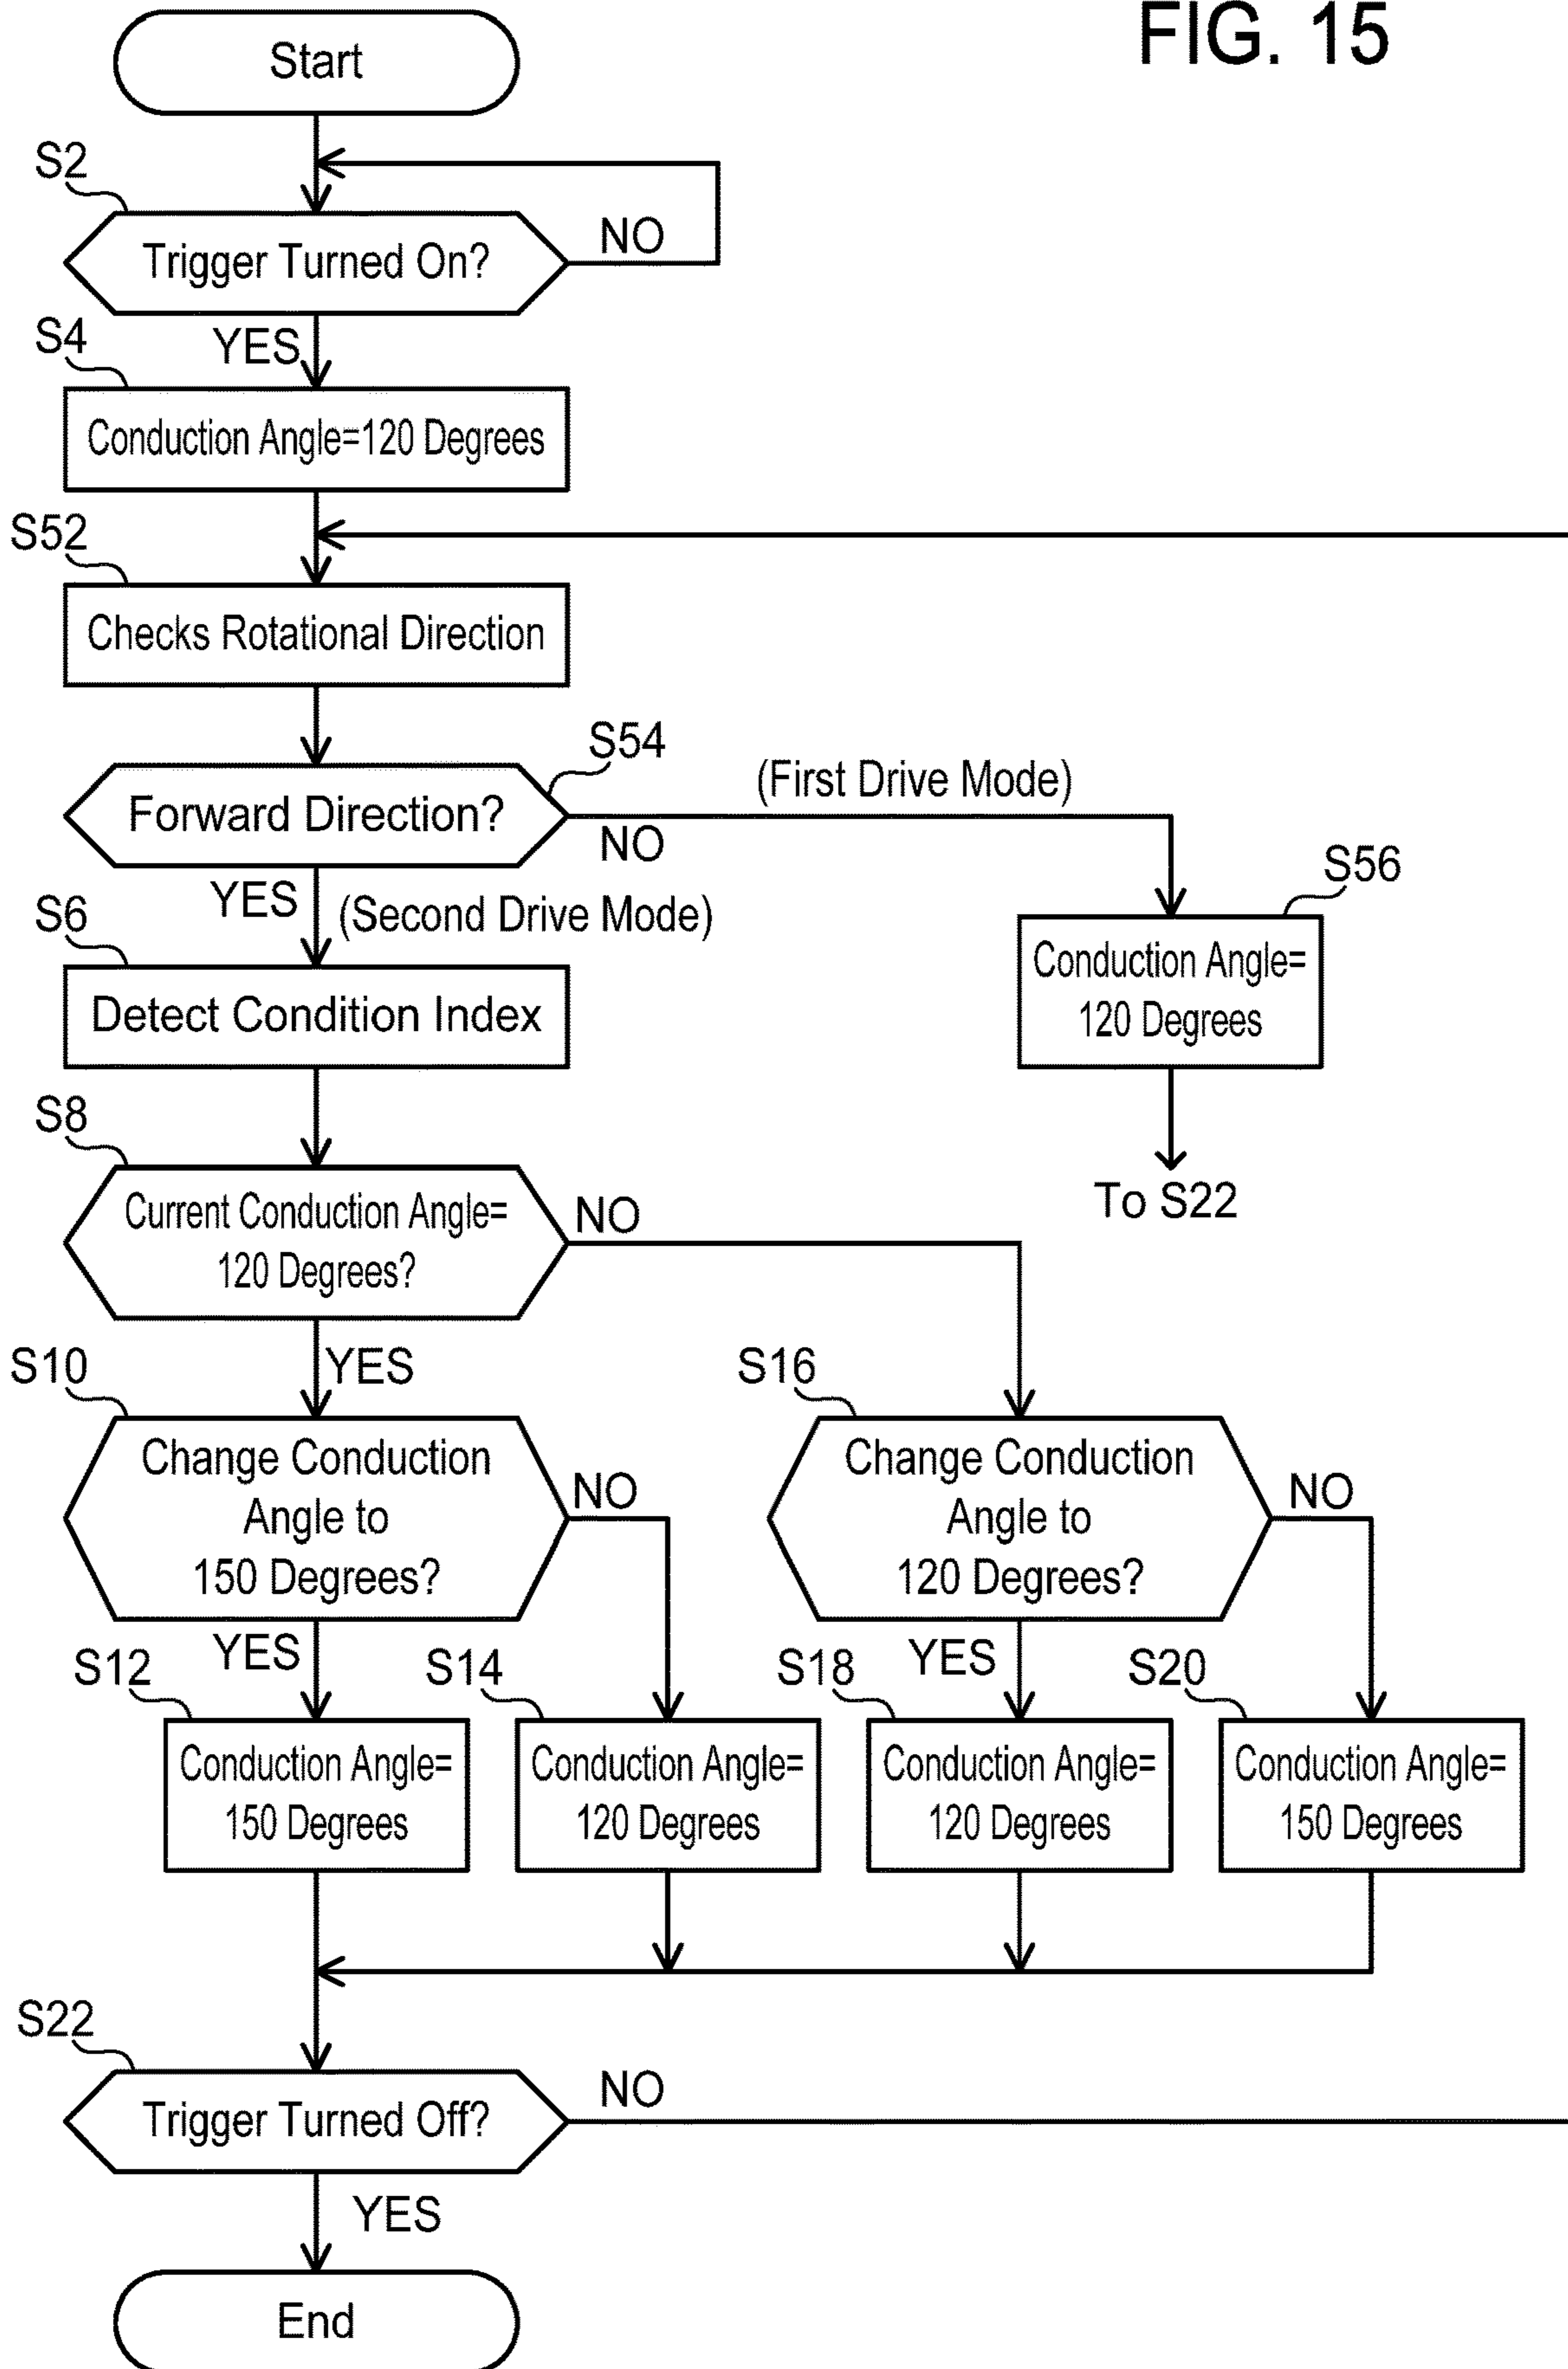 FIG. 15
Start
S2
Trigger Turned On?
NO
YES
S4
Conduction Angle=120 Degrees
S52
Checks Rotational Direction
S54
Forward Direction?
(First Drive Mode)
NO
YES
(Second Drive Mode)
S56
Conduction Angle=
120 Degrees
To S22
S6
Detect Condition Index
S8
Current Conduction Angle=
120 Degrees?
NO
YES
S10
Change Conduction
Angle to
150 Degrees?
NO
YES
S16
Change Conduction
Angle to
120 Degrees?
NO
YES
S12
Conduction Angle=
150 Degrees
S14
Conduction Angle=
120 Degrees
S18
Conduction Angle=
120 Degrees
S20
Conduction Angle=
150 Degrees
S22
Trigger Turned Off?
NO
YES
End